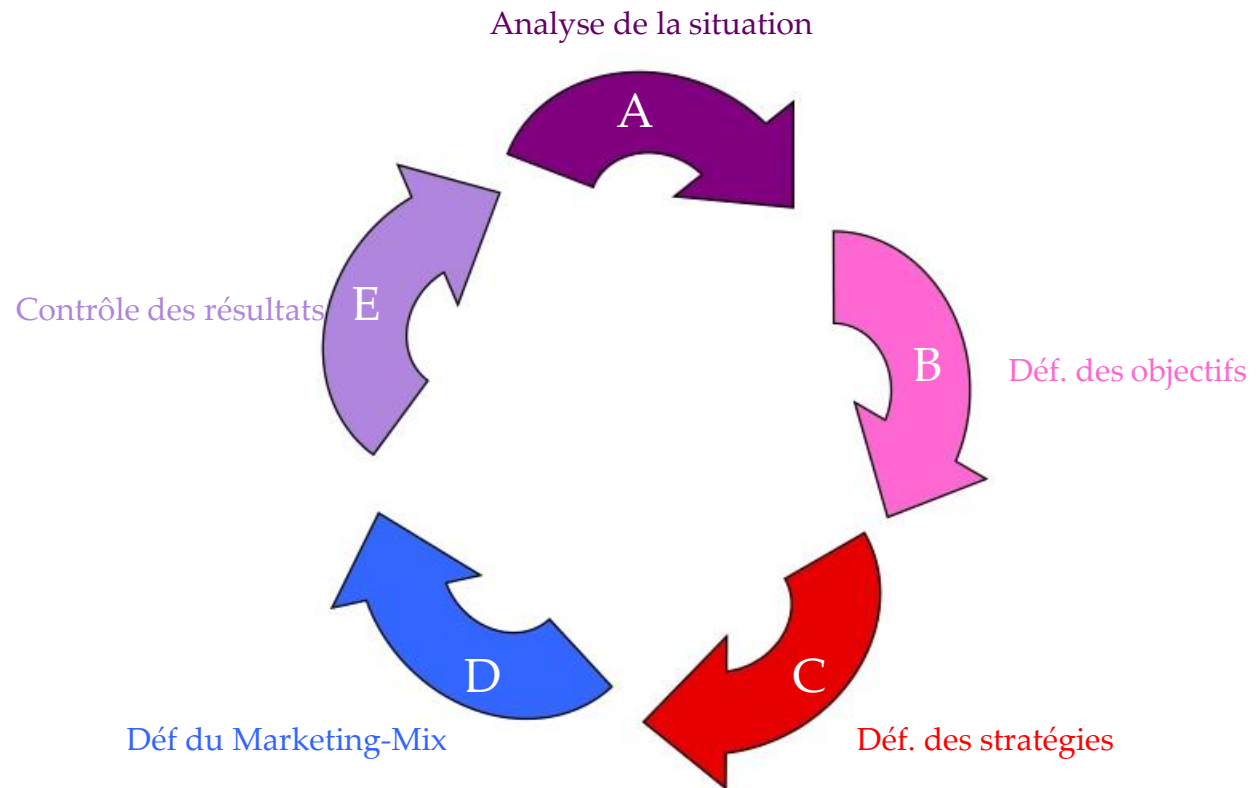 Analyse de la situation
A
B
Déf. des objectifs
C
Déf. des stratégies
D
Déf du Marketing-Mix
E
Contrôle des résultats